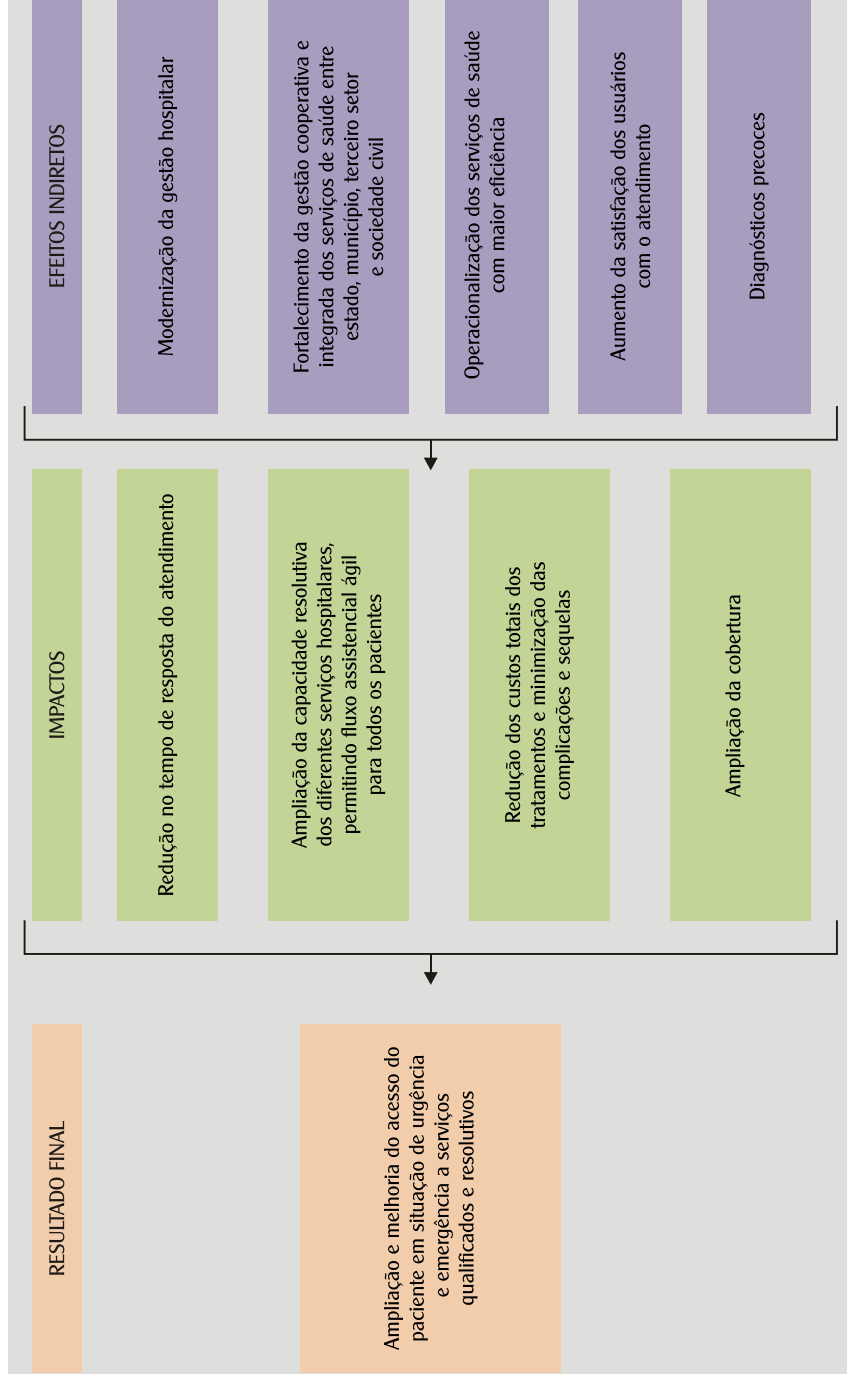 EFEITOS INDIRETOS
Modernização da gestão hospitalar
Fortalecimento da gestão cooperativa e
integrada dos serviços de saúde entre
estado, município, terceiro setor
e sociedade civil
Operacionalização dos serviços de saúde
com maior eficiência
Aumento da satisfação dos usuários
com o atendimento
Diagnósticos precoces
IMPACTOS
Redução no tempo de resposta do atendimento
Ampliação da capacidade resolutiva
dos diferentes serviços hospitalares,
permitindo fluxo assistencial ágil
para todos os pacientes
Redução dos custos totais dos
tratamentos e minimização das
complicações e sequelas
Ampliação da cobertura
RESULTADO FINAL
Ampliação e melhoria do acesso do
paciente em situação de urgência
e emergência a serviços
qualificados e resolutivos